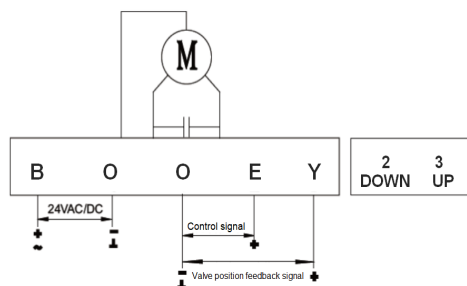 M
B O O E Y
2 3
DOWN UP
24VAC/DC
Control signal
+ -
~ ⊥
+
- Valve position feedback signal +
⊥